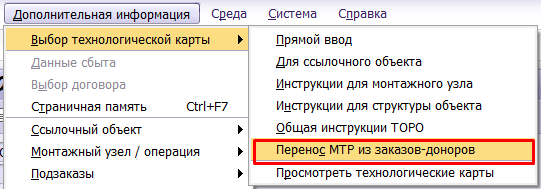 Дополнительная информация Среда Система Справка
Выбор технологической карты
Данные сбыта
Выбор договора
Страничная память Ctrl+F7
Ссылочный объект
Монтажный узел / операция
Подзаказы
Прямой ввод
Для ссылочного объекта
Инструкции для монтажного узла
Инструкции для структуры объекта
Общая инструкции ТОРО
Перенос МТР из заказов-доноров
Просмотреть технологические карты